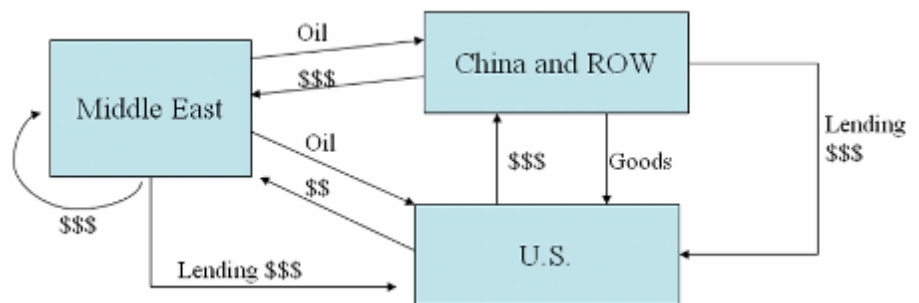 Oil
China and ROW
$$$
Middle East
Lending
$$$
Oil
$$$
Goods
$$
$$$
U.S.
Lending $$$